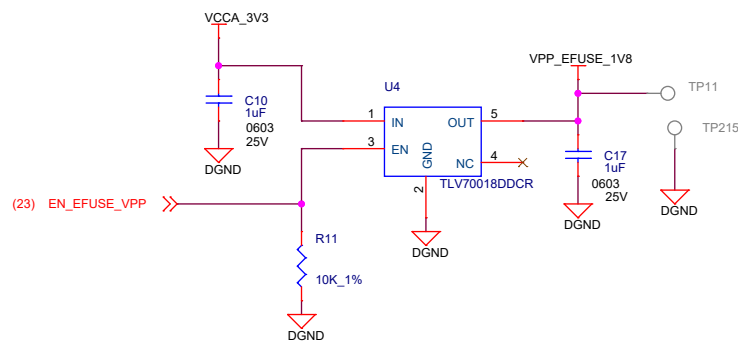 VCCA_3V3
C10
1uF
0603
25V
DGND
U4
1
IN
3
EN
GND
2
OUT
5
NC
4
TLV70018DDCR
DGND
VPP_EFUSE_1V8
TP11
TP215
C17
1uF
0603
25V
DGND
DGND
(23) EN_EFUSE_VPP
R11
10K_1%
DGND